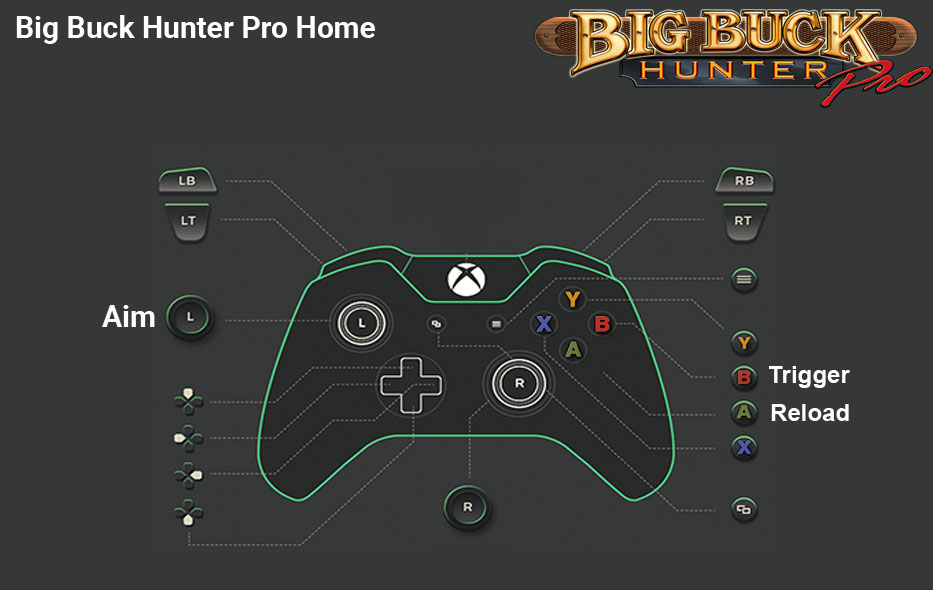 Big Buck Hunter Pro Home
BIG BUCK
HUNTER
Pro
LB
RB
LT
RT
Y
X
B
A
Aim
L
L
R
Y
B
Trigger
A
Reload
X
R